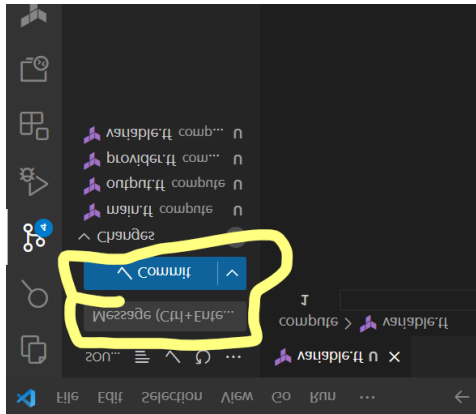 File Edit Selection View Go Run ...
SOU... ...
variable.tf U
Message (Ctrl+Ente...
compute > variable.tf
1
Commit
Changes
main.tf compute U
output.tf compute U
provider.tf com... U
variable.tf comp... U
4